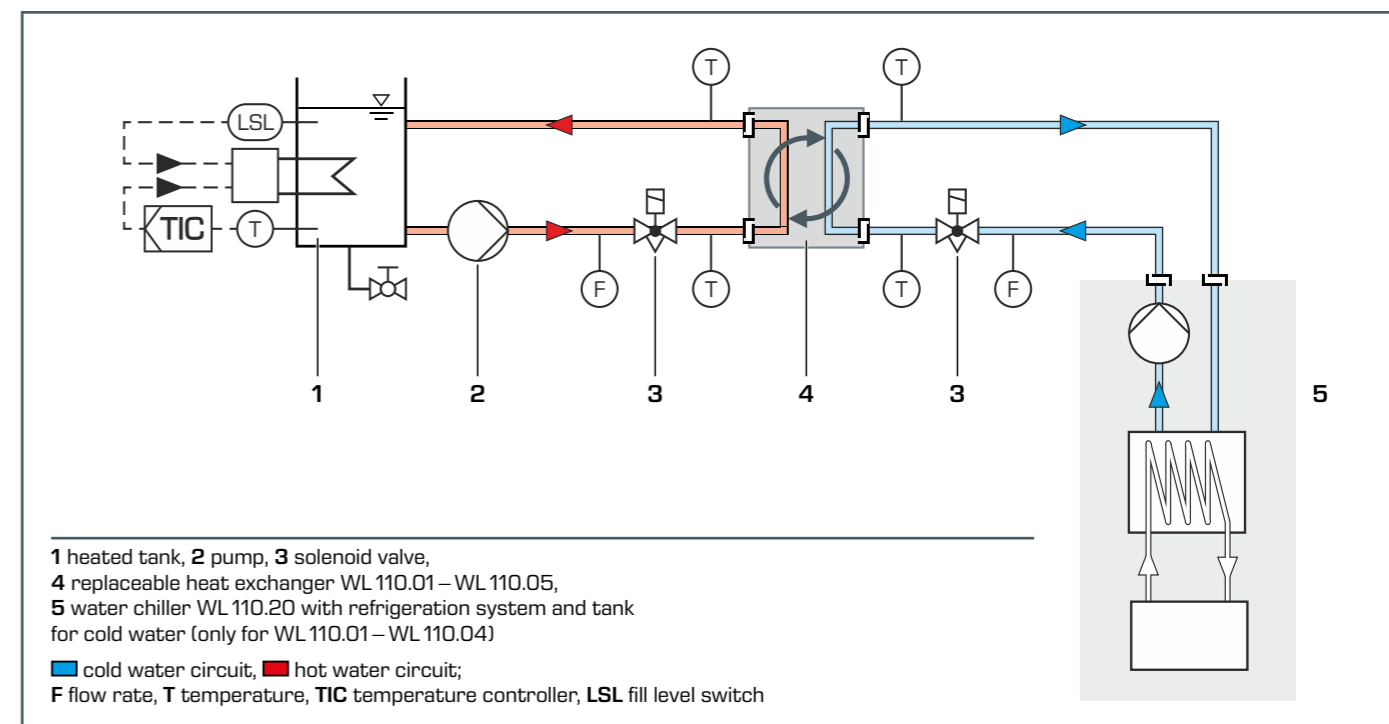 T T
LSL
TIC T
F T T F
1 2 3 4 3 5
1 heated tank, 2 pump, 3 solenoid valve,
4 replaceable heat exchanger WL 110.01 – WL 110.05,
5 water chiller WL 110.20 with refrigeration system and tank
for cold water (only for WL 110.01 – WL 110.04)
cold water circuit, hot water circuit;
F flow rate, T temperature, TIC temperature controller, LSL fill level switch